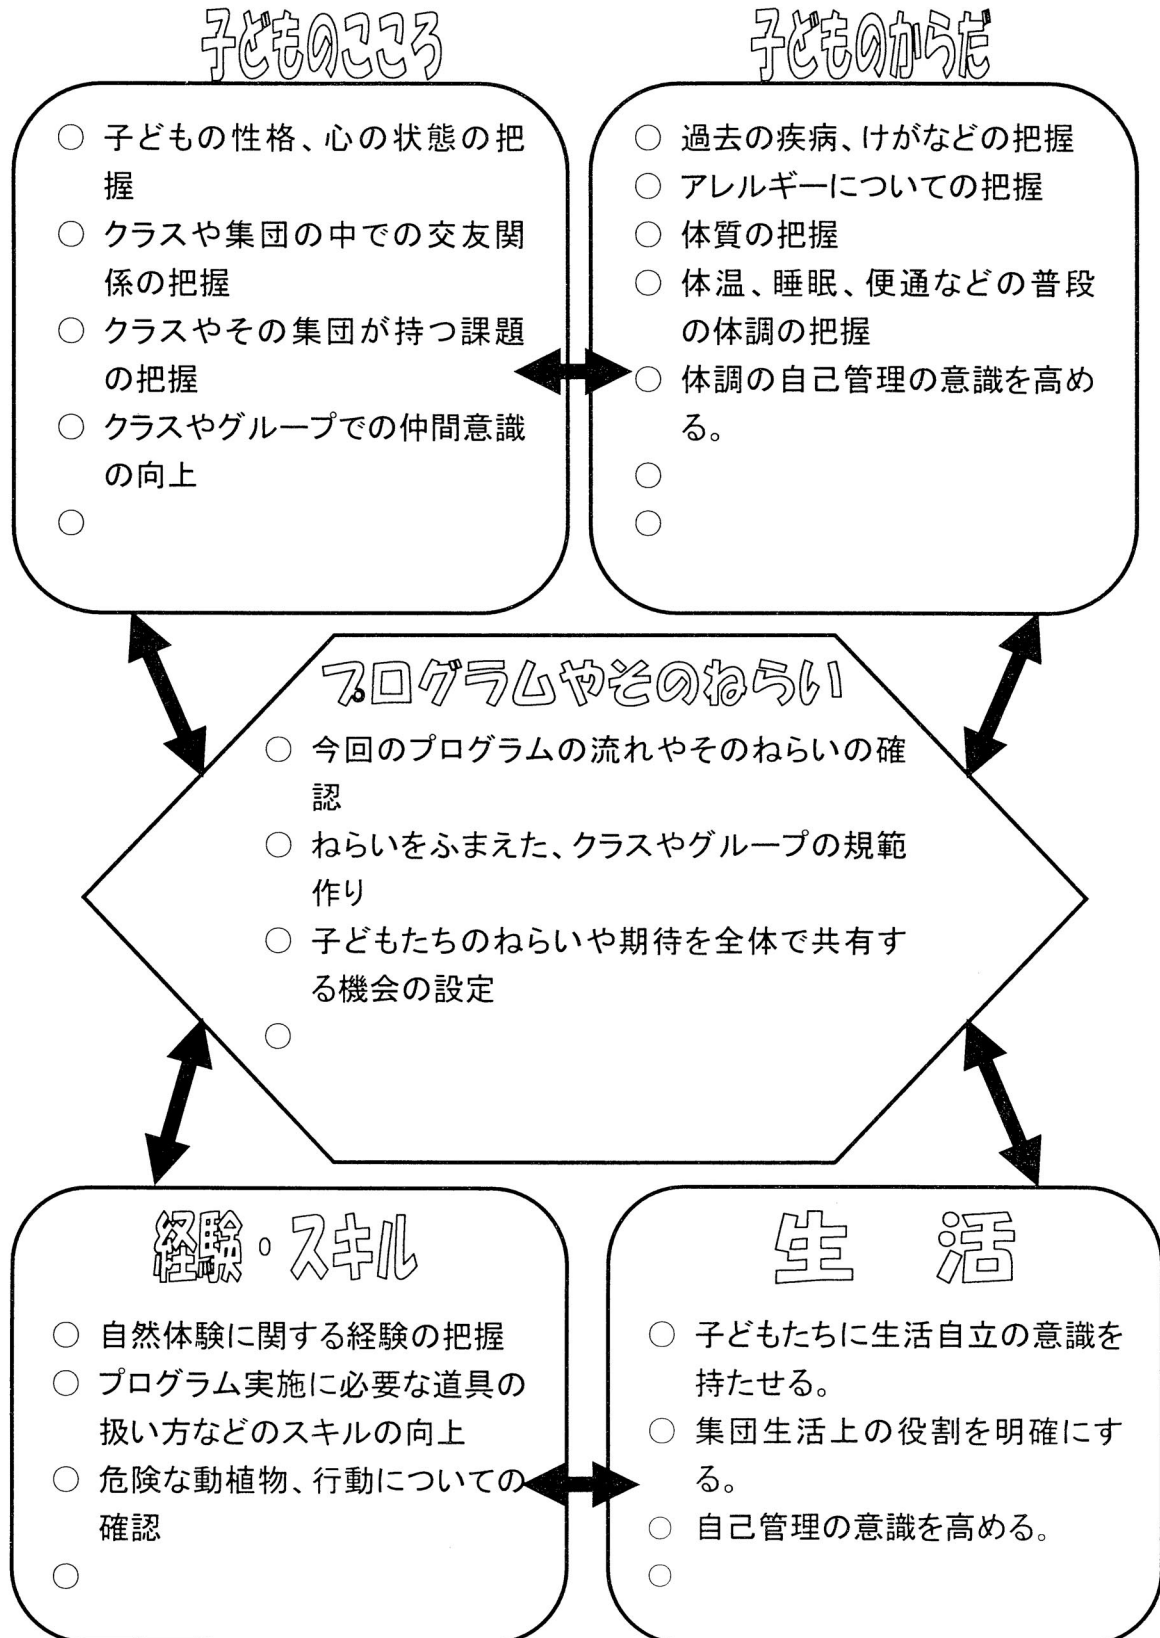 子どものこころ
○ 子どもの性格、心の状態の把
握
○ クラスや集団の中での交友関
係の把握
○ クラスやその集団が持つ課題
の把握
○ クラスやグループでの仲間意識
の向上
○
子どものからだ
○ 過去の疾病、けがなどの把握
○ アレルギーについての把握
○ 体質の把握
○ 体温、睡眠、便通などの普段
の体調の把握
○ 体調の自己管理の意識を高め
る。
○
○
プログラムやそのねらい
○ 今回のプログラムの流れやそのねらいの確
認
○ ねらいをふまえた、クラスやグループの規範
作り
○ 子どもたちのねらいや期待を全体で共有す
る機会の設定
○
経験・スキル
○ 自然体験に関する経験の把握
○ プログラム実施に必要な道具の
扱い方などのスキルの向上
○ 危険な動植物、行動についての
確認
○
生 活
○ 子どもたちに生活自立の意識を
持たせる。
○ 集団生活上の役割を明確にす
る。
○ 自己管理の意識を高める。
○